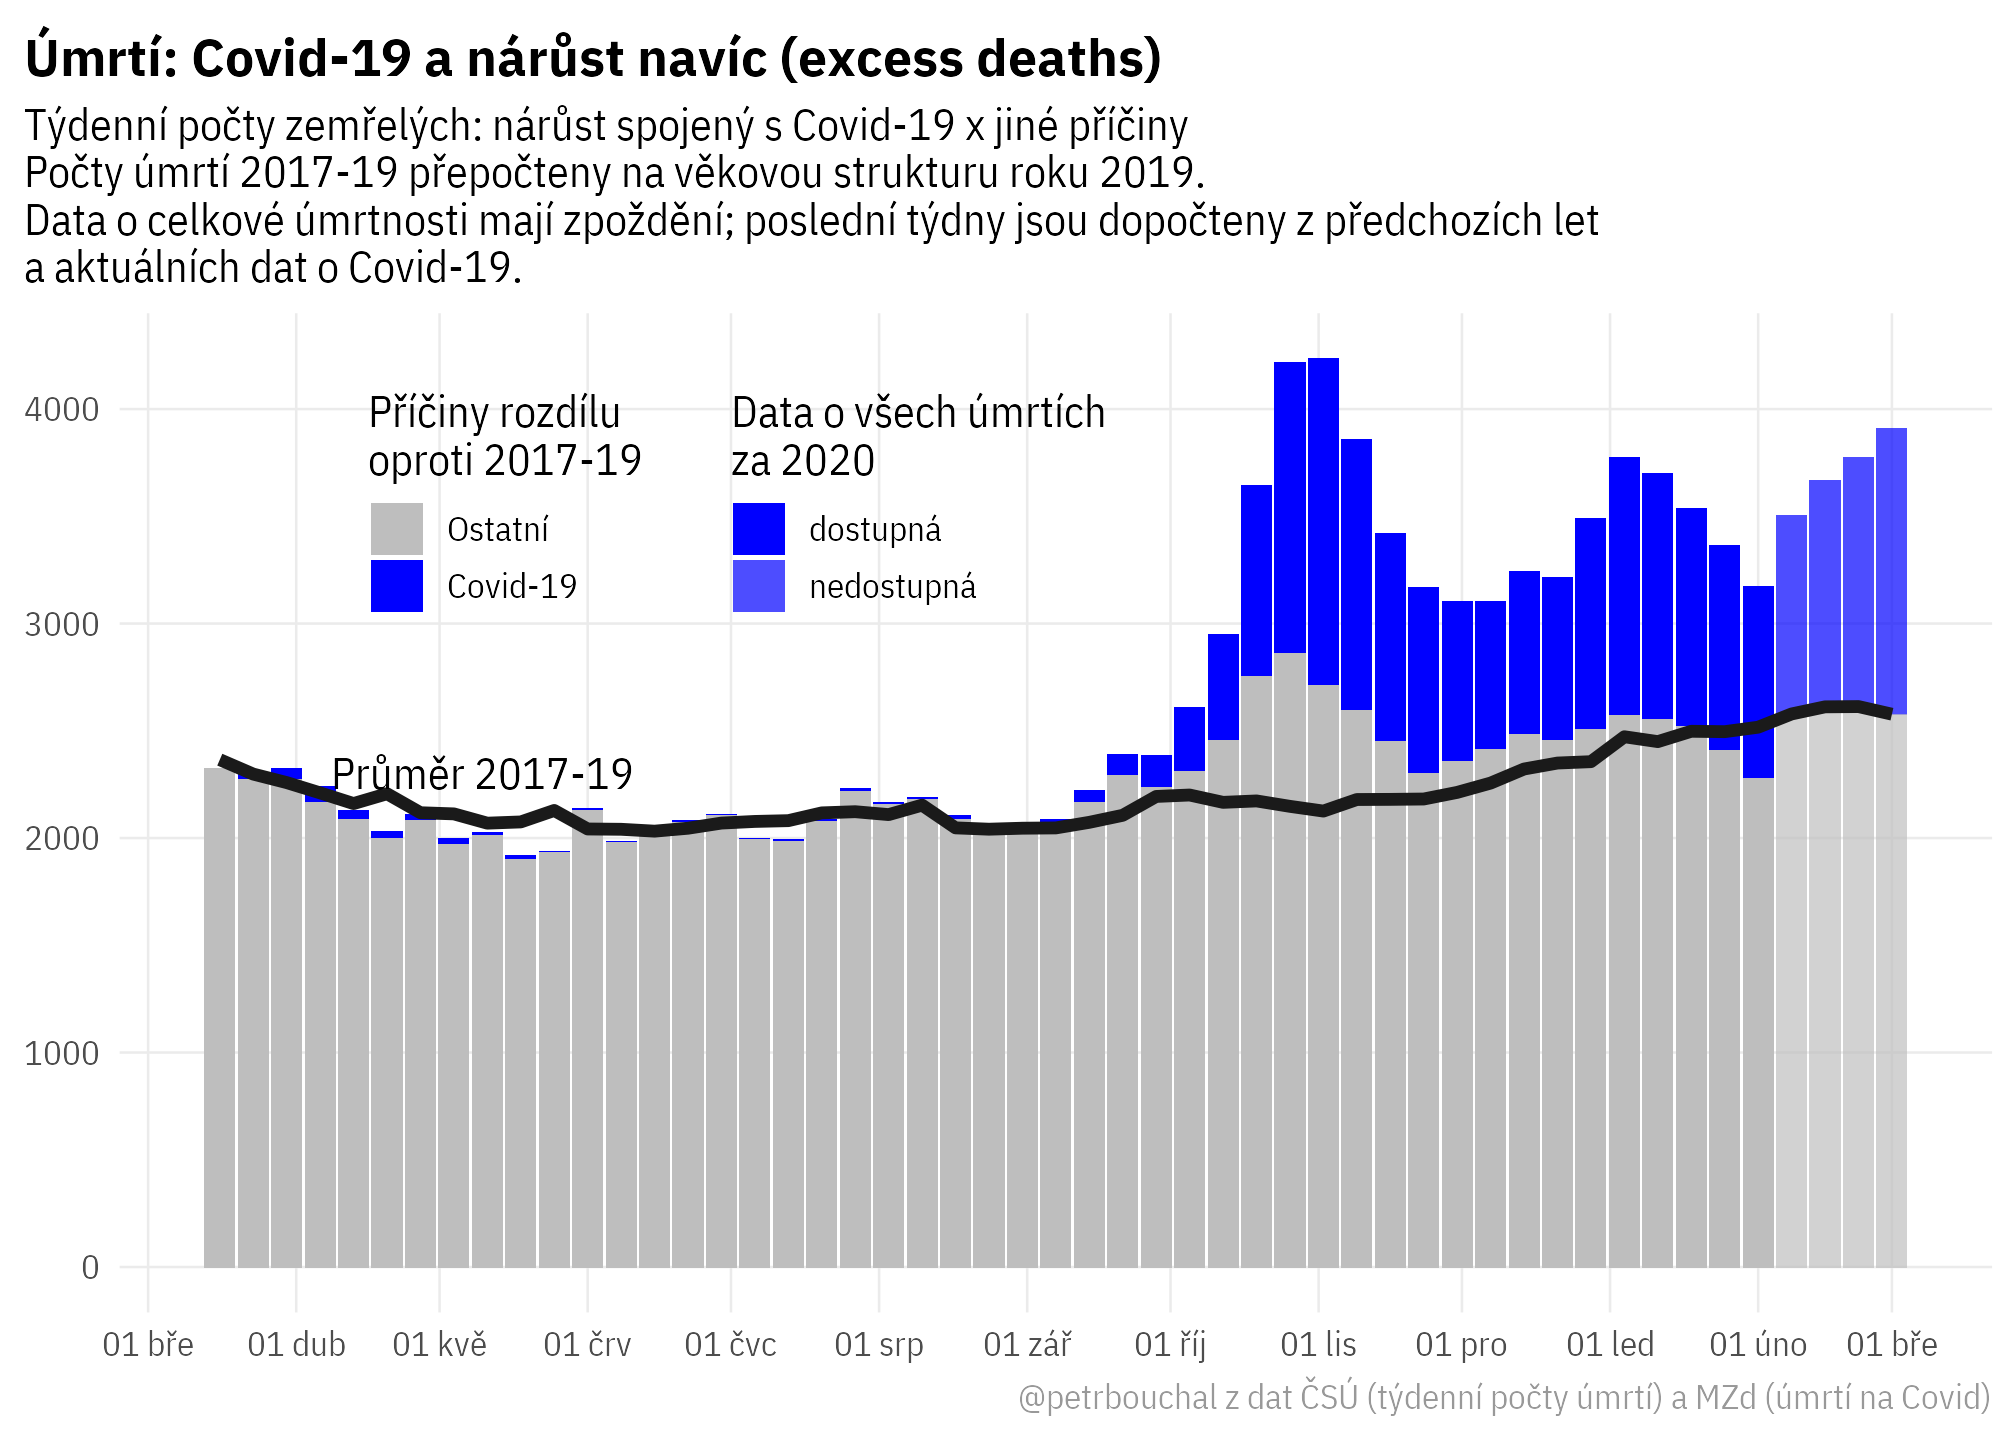 Úmrtí: Covid-19 a nárůst navíc (excess deaths)
Týdenní počty zemřelých: nárůst spojený s Covid-19 x jiné příčiny
Počty úmrtí 2017-19 přepočteny na věkovou strukturu roku 2019.
Data o celkové úmrtnosti mají zpoždění; poslední týdny jsou dopočteny z předchozích let
a aktuálních dat o Covid-19.
4000
3000
2000
1000
0
Příčiny rozdílu
oproti 2017-19
Ostatní
Covid-19
Data o všech úmrtích
za 2020
dostupná
nedostupná
Průměr 2017-19
01 bře
01 dub
01 kvě
01 črv
01 čvc
01 srp
01 zář
01 říj
01 lis
01 pro
01 led
01 úno
01 bře
@petrbouchal z dat ČSÚ (týdenní počty úmrtí) a MZd (úmrtí na Covid)